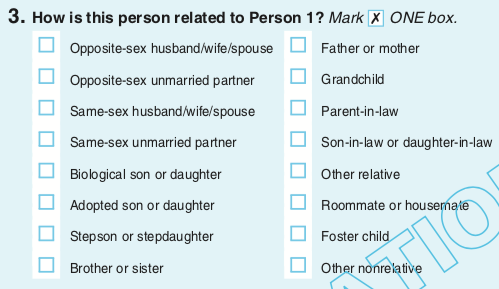 3. How is this person related to Person 1? Mark ✗ ONE box.
Opposite-sex husband/wife/spouse
Opposite-sex unmarried partner
Same-sex husband/wife/spouse
Same-sex unmarried partner
Biological son or daughter
Adopted son or daughter
Stepson or stepdaughter
Brother or sister
Father or mother
Grandchild
Parent-in-law
Son-in-law or daughter-in-law
Other relative
Roommate or housemate
Foster child
Other nonrelative